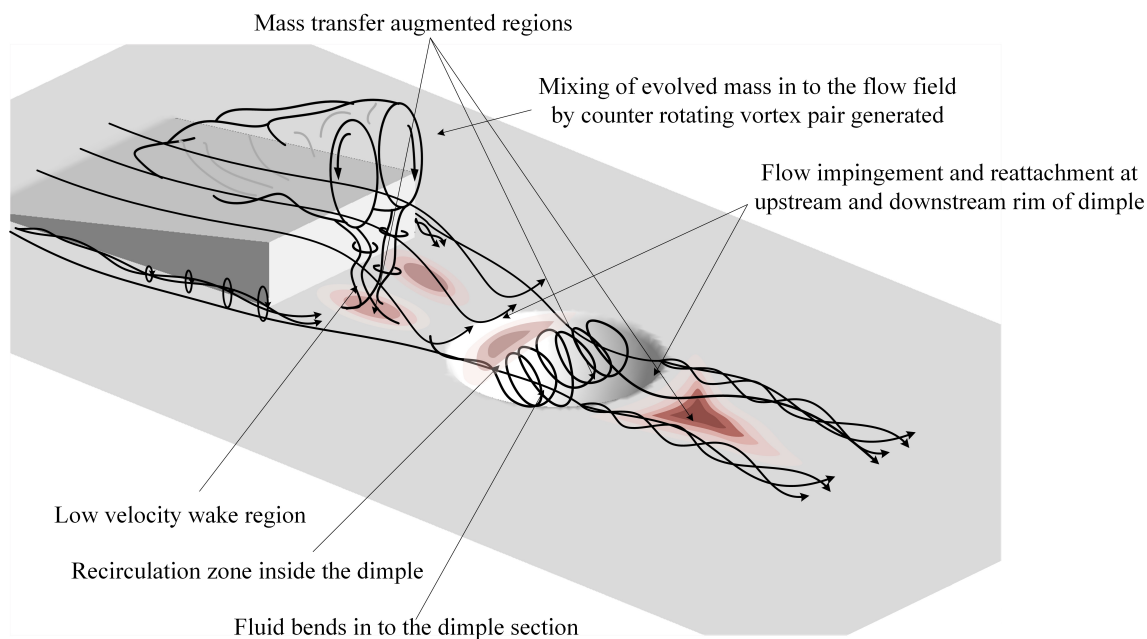 Mass transfer augmented regions
Mixing of evolved mass in to the flow field
by counter rotating vortex pair generated
Flow impingement and reattachment at
upstream and downstream rim of dimple
Low velocity wake region
Recirculation zone inside the dimple
Fluid bends in to the dimple section